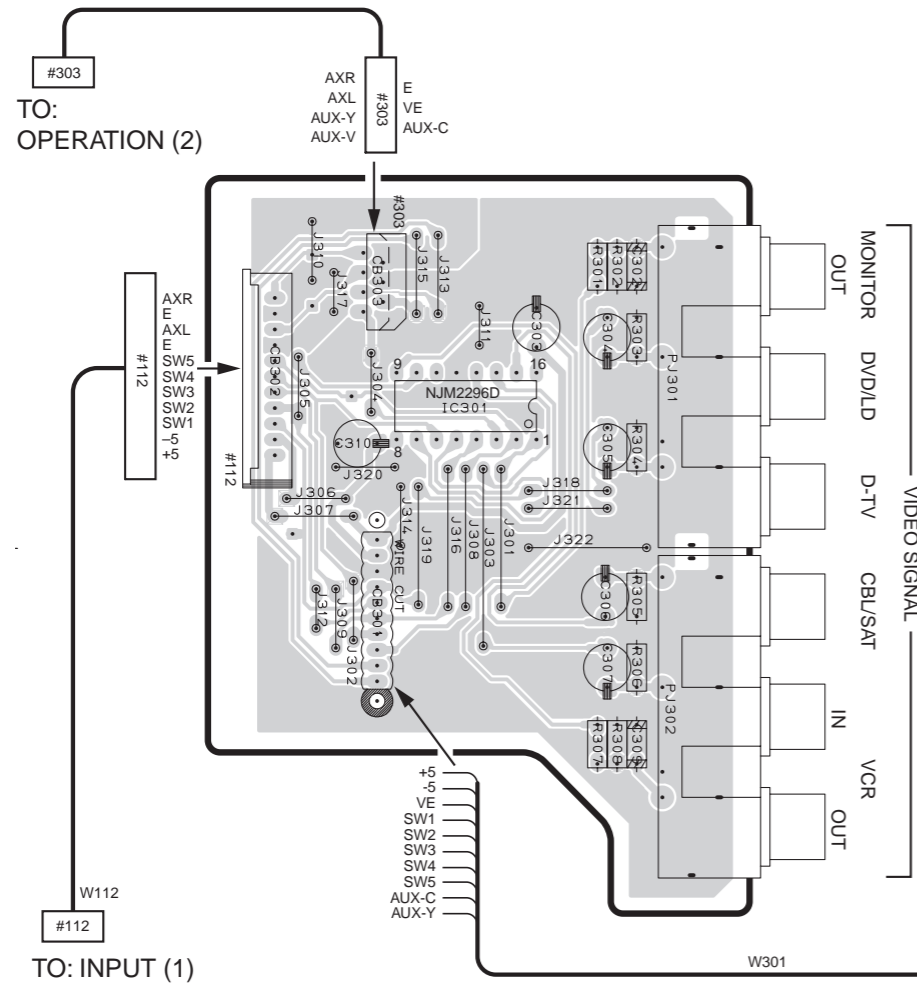 #303
TO:
OPERATION (2)
AXR
AXL
AUX-Y
AUX-V
#303
E
VE
AUX-C
#112
AXR
E
AXL
E
SW5
SW4
SW3
SW2
SW1
–5
+5
#303
J310
J317
CB303
J315
J313
J311
C303
R301
R302
C302
C304
R303
PJ301
CB302
#112
J305
J304
9
16
NJM2296D
IC301
8
1
C310
J320
C305
R304
J306
J307
J318
J321
J322
J314
J319
J316
J308
J303
J301
WIRE CUT
CB301
J312
J309
J302
R305
C307
R306
PJ302
R307
R308
C309
MONITOR
OUT
DVD/LD
D-TV
CBL/SAT
IN
VCR
OUT
VIDEO SIGNAL
+5
-5
VE
SW1
SW2
SW3
SW4
SW5
AUX-C
AUX-Y
W112
#112
TO: INPUT (1)
W301